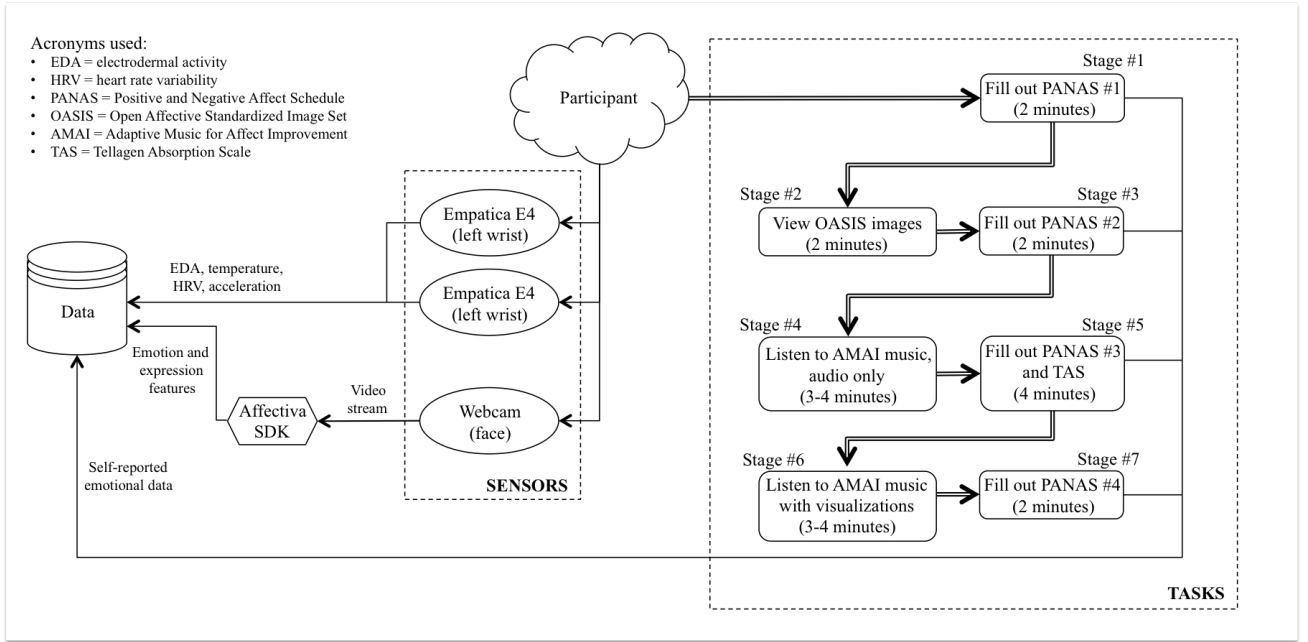 Acronyms used:
• EDA = electrodermal activity
• HRV = heart rate variability
• PANAS = Positive and Negative Affect Schedule
• OASIS = Open Affective Standardized Image Set
• AMAI = Adaptive Music for Affect Improvement
• TAS = Tellagen Absorption Scale
Participant
Empatica E4
(left wrist)
Empatica E4
(left wrist)
Webcam
(face)
SENSORS
EDA, temperature,
HRV, acceleration
Data
Emotion and
expression
features
Video
stream
Affectiva
SDK
Self-reported
emotional data
Stage #1
Fill out PANAS #1
(2 minutes)
Stage #2
View OASIS images
(2 minutes)
Stage #3
Fill out PANAS #2
(2 minutes)
Stage #4
Listen to AMAI music,
audio only
(3-4 minutes)
Stage #5
Fill out PANAS #3
and TAS
(4 minutes)
Stage #6
Listen to AMAI music
with visualizations
(3-4 minutes)
Stage #7
Fill out PANAS #4
(2 minutes)
TASKS